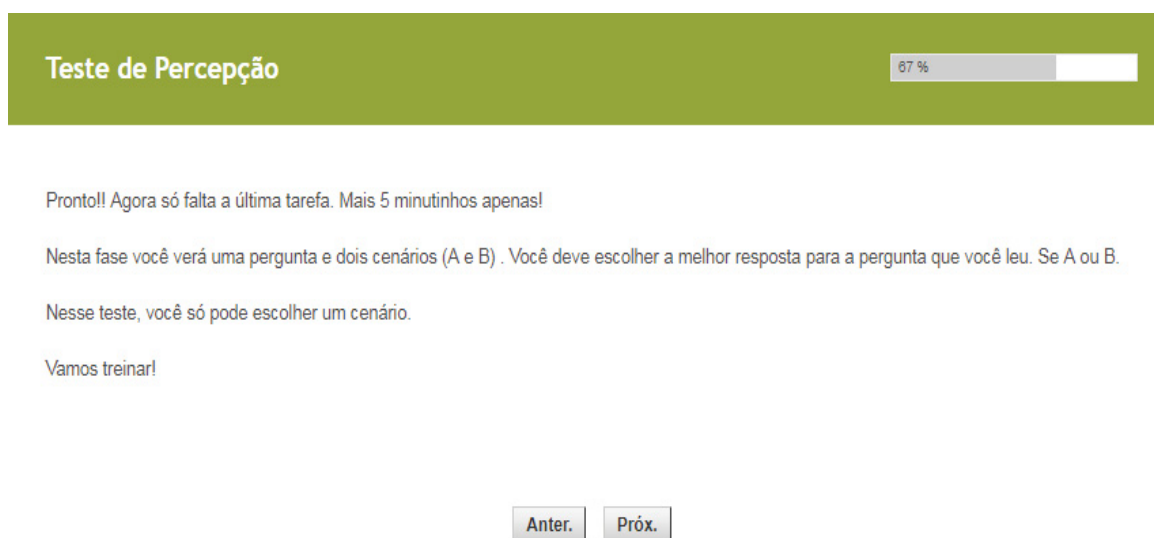 Teste de Percepção
67 %
Pronto!! Agora só falta a última tarefa. Mais 5 minutinhos apenas!
Nesta fase você verá uma pergunta e dois cenários (A e B) . Você deve escolher a melhor resposta para a pergunta que você leu. Se A ou B.
Nesse teste, você só pode escolher um cenário.
Vamos treinar!
Anter. Próx.